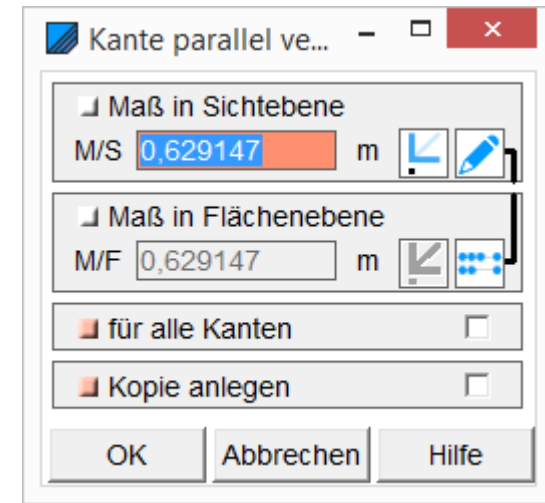 Kante parallel ve...
Maß in Sichtebene
M/S 0,629147 m
Maß in Flächenebene
M/F 0,629147 m
für alle Kanten
Kopie anlegen
OK Abbrechen Hilfe